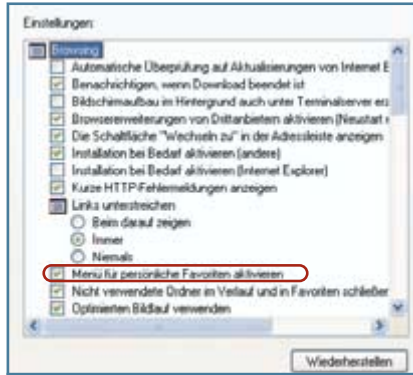 Einstellungen:
Browsing
Automatische Überprüfung auf Aktualisierungen von Internet E
Benachrichtigen, wenn Download beendet ist
Bildschirmaufbau im Hintergrund auch unter Terminalserver erz
Browsererweiterungen von Drittanbietern aktivieren (Neustart
Die Schaltfläche "Wechseln zu" in der Adressleiste anzeigen
Installation bei Bedarf aktivieren (andere)
Installation bei Bedarf aktivieren (Internet Explorer)
Kurze HTTP-Fehlermeldungen anzeigen
Links unterstreichen
Beim darauf zeigen
Immer
Niemals
Menü für persönliche Favoriten aktivieren
Nicht verwendete Ordner im Verlauf und in Favoriten schließer
Optimierten Bildlauf verwenden
Wiederherstellen